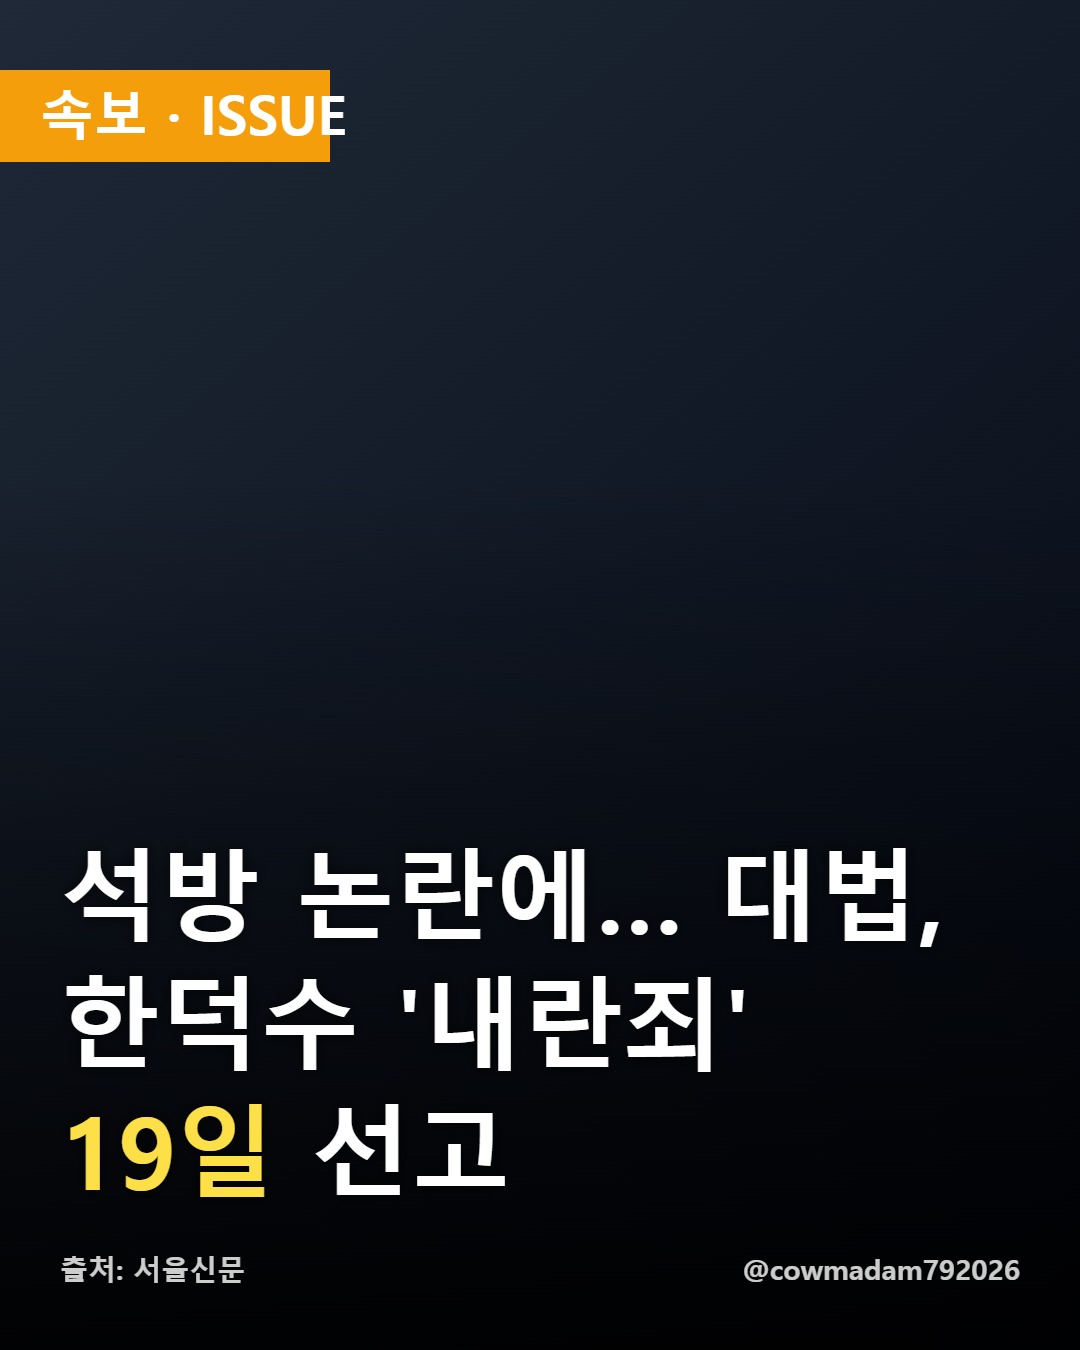 속보 · ISSUE
석방 논란에... 대법,
한덕수 '내란죄'
19일 선고
출처: 서울신문
@cowmadam792026